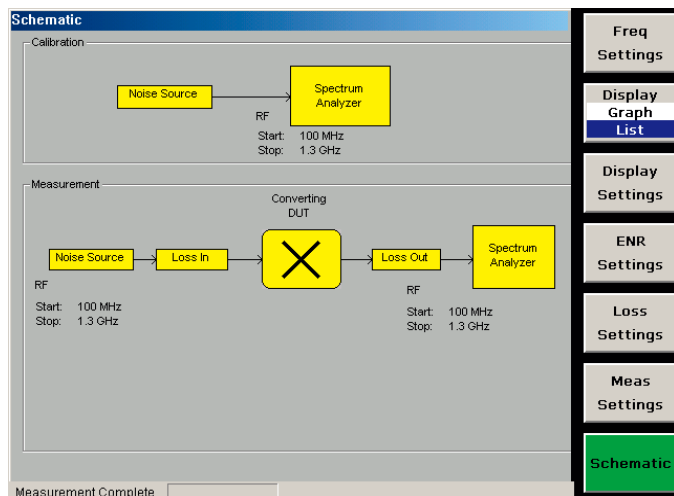 Schematic
Calibration
Noise Source
Spectrum
Analyzer
RF
Start: 100 MHz
Stop: 1.3 GHz
Measurement
Converting
DUT
Noise Source
Loss In
Loss Out
Spectrum
Analyzer
RF
Start: 100 MHz
Stop: 1.3 GHz
RF
Start: 100 MHz
Stop: 1.3 GHz
Measurement Complete
Freq
Settings
Display
Graph
List
Display
Settings
ENR
Settings
Loss
Settings
Meas
Settings
Schematic